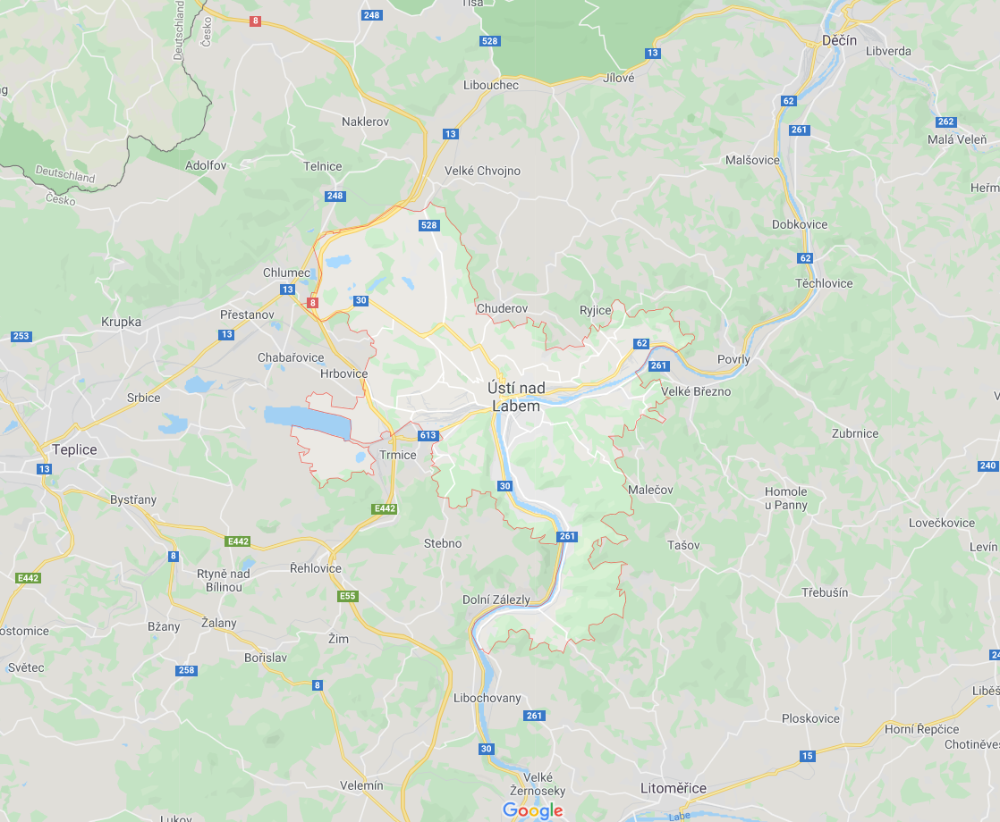 Tisá
248
8
Deutschland
Česko
528
Děčín
13
Libverda
Jílové
Libouchec
62
Naklerov
262
261
13
Malá Veleň
Malšovice
Adolfov
Telnice
Velké Chvojno
Deutschland
Česko
248
Heřm
528
Dobkovice
62
Chlumec
13
Těchlovice
8
30
Chuderov
Ryjice
Přestanov
Krupka
253
13
62
Chabařovice
Povrly
261
Hrbovice
Ústí nad
Labem
Velké Březno
Srbice
Zubrnice
613
Teplice
Trmice
13
240
30
Malečov
Homole
u Panny
Bystřany
E442
Lovečkovice
E442
261
Stebno
Tašov
Levín
8
Řehlovice
Rtyně nad
Bílinou
E442
E55
Třebušín
Dolní Zálezly
Žalany
Bžany
ostomice
Žim
Bořislav
24
Světec
258
8
Liběš
Libochovany
261
Ploskovice
Horní Řepčice
Chotiněves
30
15
Velké
Žernoseky
Velemín
Litoměřice
Google
Labe
Lukov